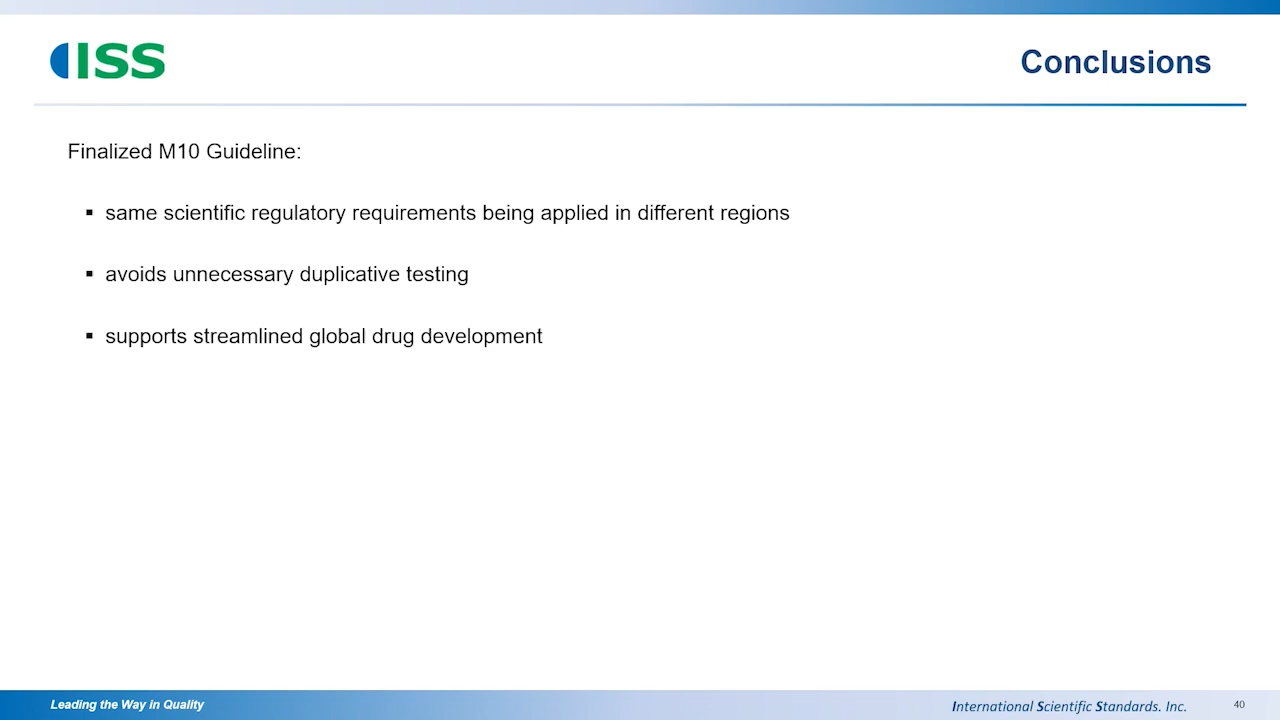 ISS
Conclusions
Finalized M10 Guideline:
▪ same scientific regulatory requirements being applied in different regions
▪ avoids unnecessary duplicative testing
▪ supports streamlined global drug development
Leading the Way in Quality
International Scientific Standards. Inc.
40